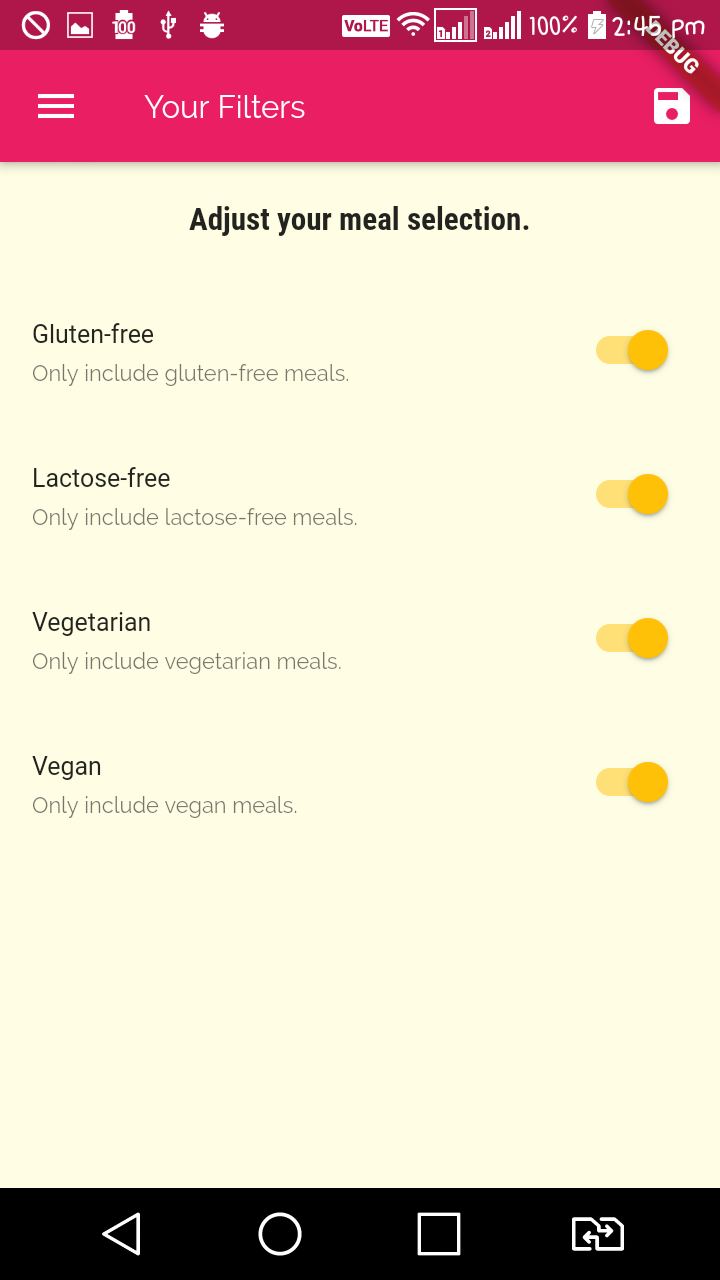 100 VoLTE 1 2 100% 2:45 pm
DEBUG
Your Filters
Adjust your meal selection.
Gluten-free
Only include gluten-free meals.
Lactose-free
Only include lactose-free meals.
Vegetarian
Only include vegetarian meals.
Vegan
Only include vegan meals.